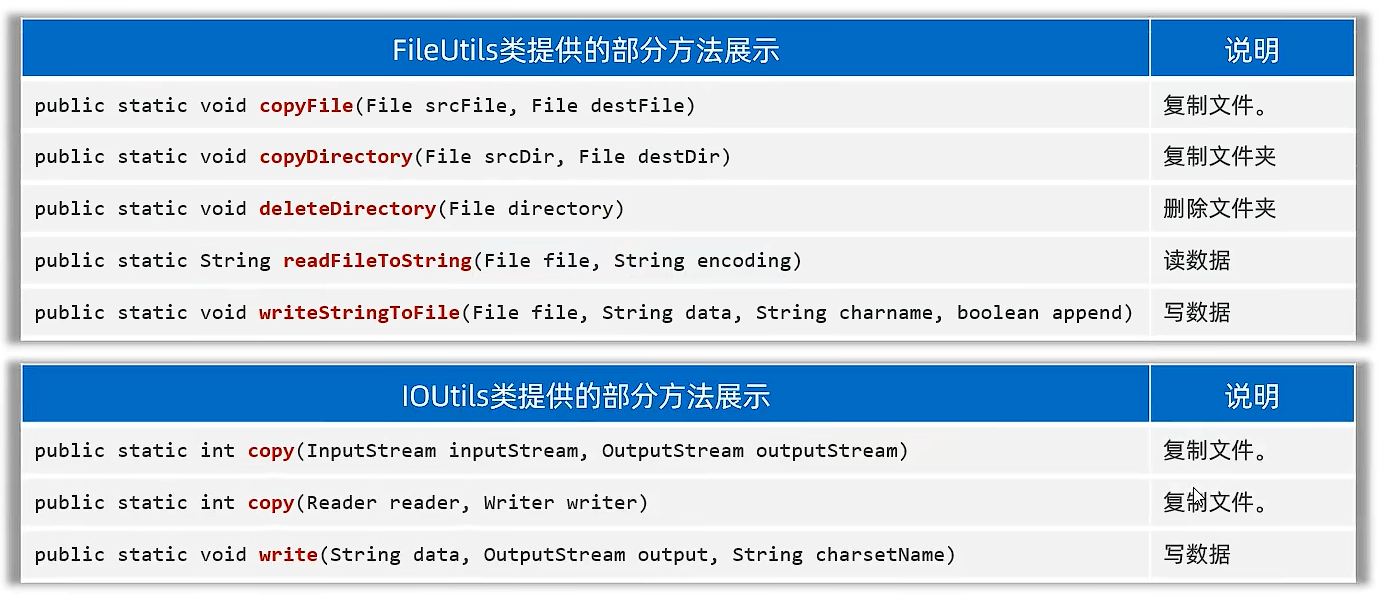 FileUtils类提供的部分方法展示 说明
public static void copyFile(File srcFile, File destFile) 复制文件。
public static void copyDirectory(File srcDir, File destDir) 复制文件夹
public static void deleteDirectory(File directory) 删除文件夹
public static String readFileToString(File file, String encoding) 读数据
public static void writeStringToFile(File file, String data, String charname, boolean append) 写数据
IOUtils类提供的部分方法展示 说明
public static int copy(InputStream inputStream, OutputStream outputStream) 复制文件。
public static int copy(Reader reader, Writer writer) 复制文件。
public static void write(String data, OutputStream output, String charsetName) 写数据